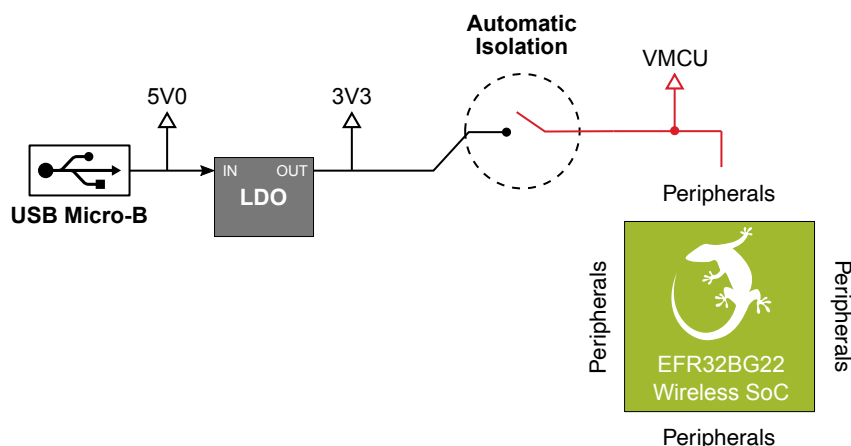 Automatic
Isolation
VMCU
5V0
3V3
IN
OUT
LDO
USB Micro-B
Peripherals
Peripherals
Peripherals
EFR32BG22
Wireless SoC
Peripherals